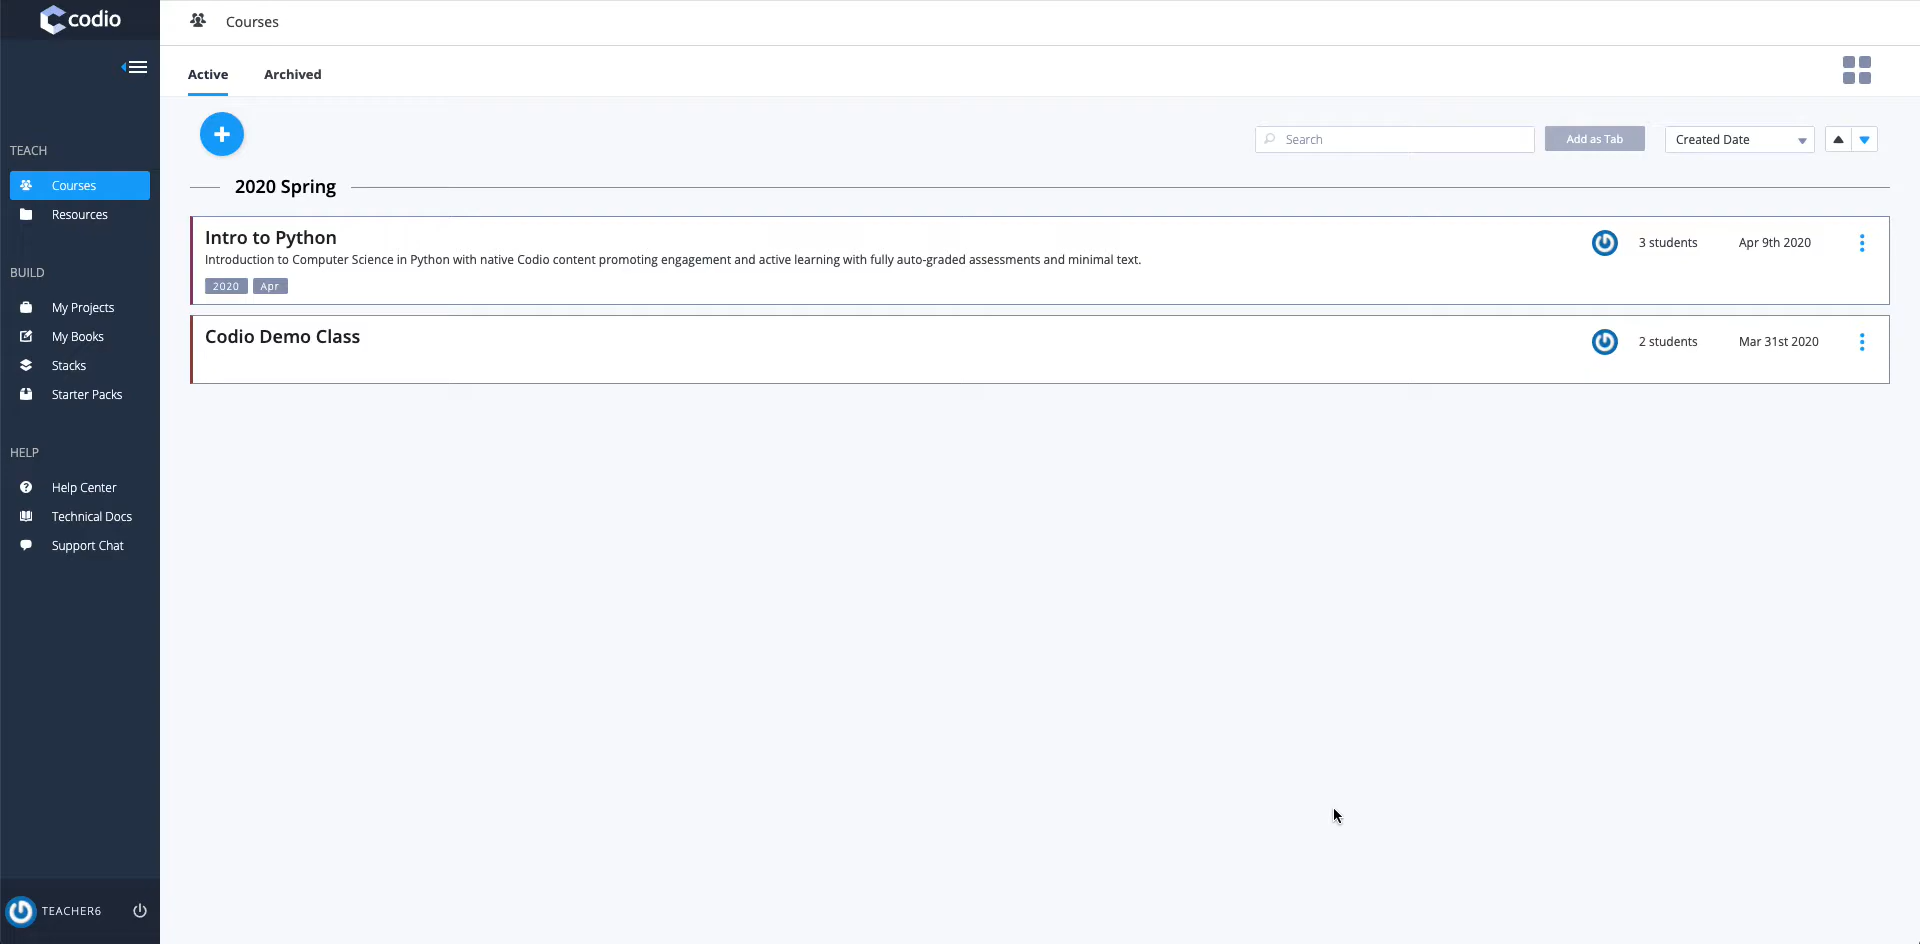 codio
Courses
Active
Archived
TEACH
Courses
Resources
BUILD
My Projects
My Books
Stacks
Starter Packs
HELP
Help Center
Technical Docs
Support Chat
TEACHER6
Search
Add as Tab
Created Date
2020 Spring
Intro to Python
3 students
Apr 9th 2020
Introduction to Computer Science in Python with native Codio content promoting engagement and active learning with fully auto-graded assessments and minimal text.
2020
Apr
Codio Demo Class
2 students
Mar 31st 2020